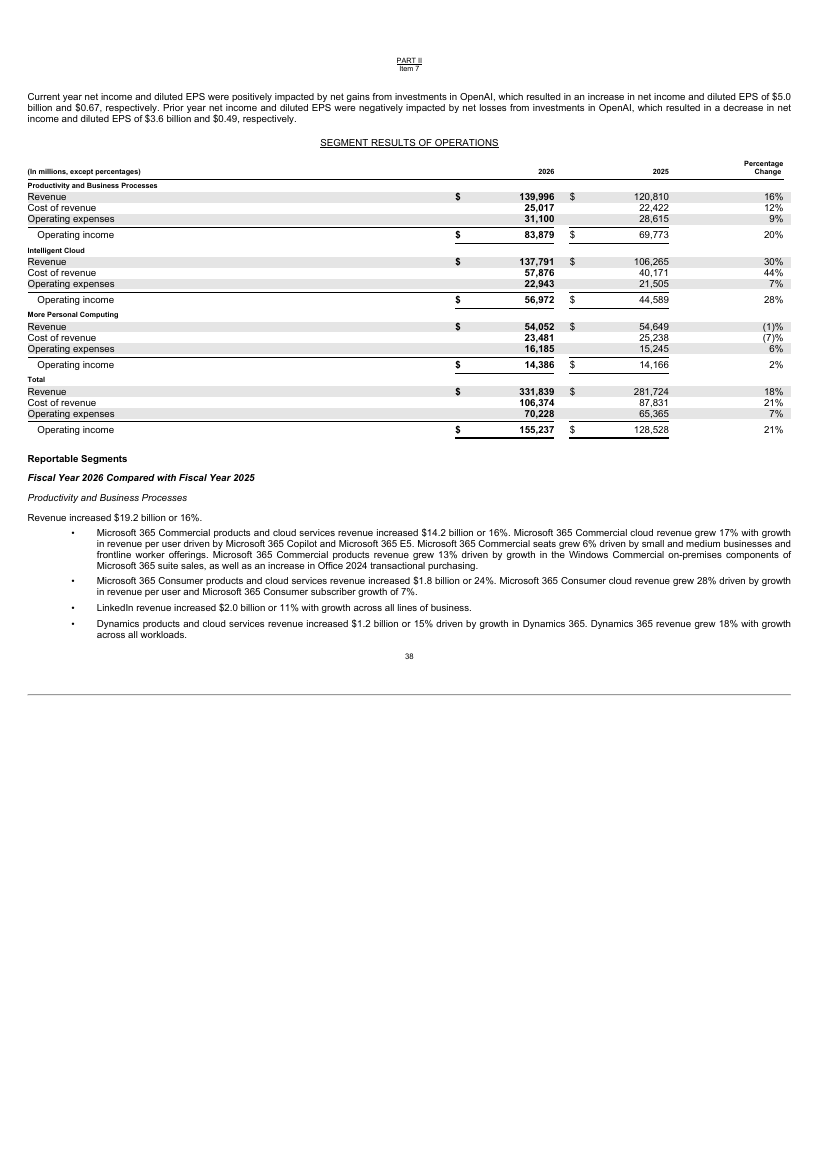 PART II
Item 7
Current year net income and diluted EPS were positively impacted by net gains from investments in OpenAI, which resulted in an increase in net income and diluted EPS of $5.0
billion and $0.67, respectively. Prior year net income and diluted EPS were negatively impacted by net losses from investments in OpenAI, which resulted in a decrease in net
income and diluted EPS of $3.6 billion and $0.49, respectively.
SEGMENT RESULTS OF OPERATIONS
(In millions, except percentages) 2026 2025 Percentage
Change
Productivity and Business Processes
Revenue $ 139,996 $ 120,810 16%
Cost of revenue 25,017 22,422 12%
Operating expenses 31,100 28,615 9%
Operating income $ 83,879 $ 69,773 20%
Intelligent Cloud
Revenue $ 137,791 $ 106,265 30%
Cost of revenue 57,876 40,171 44%
Operating expenses 22,943 21,505 7%
Operating income $ 56,972 $ 44,589 28%
More Personal Computing
Revenue $ 54,052 $ 54,649 (1)%
Cost of revenue 23,481 25,238 (7)%
Operating expenses 16,185 15,245 6%
Operating income $ 14,386 $ 14,166 2%
Total
Revenue $ 331,839 $ 281,724 18%
Cost of revenue 106,374 87,831 21%
Operating expenses 70,228 65,365 7%
Operating income $ 155,237 $ 128,528 21%
Reportable Segments
Fiscal Year 2026 Compared with Fiscal Year 2025
Productivity and Business Processes
Revenue increased $19.2 billion or 16%.
• Microsoft 365 Commercial products and cloud services revenue increased $14.2 billion or 16%. Microsoft 365 Commercial cloud revenue grew 17% with growth
in revenue per user driven by Microsoft 365 Copilot and Microsoft 365 E5. Microsoft 365 Commercial seats grew 6% driven by small and medium businesses and
frontline worker offerings. Microsoft 365 Commercial products revenue grew 13% driven by growth in the Windows Commercial on-premises components of
Microsoft 365 suite sales, as well as an increase in Office 2024 transactional purchasing.
• Microsoft 365 Consumer products and cloud services revenue increased $1.8 billion or 24%. Microsoft 365 Consumer cloud revenue grew 28% driven by growth
in revenue per user and Microsoft 365 Consumer subscriber growth of 7%.
• LinkedIn revenue increased $2.0 billion or 11% with growth across all lines of business.
• Dynamics products and cloud services revenue increased $1.2 billion or 15% driven by growth in Dynamics 365. Dynamics 365 revenue grew 18% with growth
across all workloads.
38